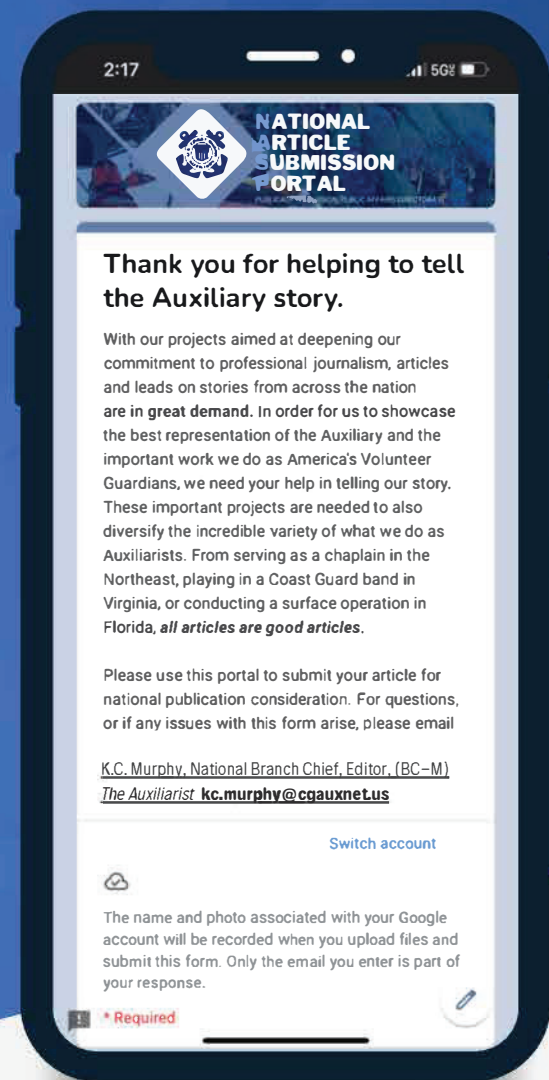 2:17
5G
NATIONAL
ARTICLE
SUBMISSION
PORTAL
Thank you for helping to tell
the Auxiliary story.
With our projects aimed at deepening our
commitment to professional journalism, articles
and leads on stories from across the nation
are in great demand. In order for us to showcase
the best representation of the Auxiliary and the
important work we do as America's Volunteer
Guardians, we need your help in telling our story.
These important projects are needed to also
diversify the incredible variety of what we do as
Auxiliarists. From serving as a chaplain in the
Northeast, playing in a Coast Guard band in
Virginia, or conducting a surface operation in
Florida, all articles are good articles.
Please use this portal to submit your article for
national publication consideration. For questions,
or if any issues with this form arise, please email
K.C. Murphy, National Branch Chief, Editor, (BC-M)
The Auxiliarist kc.murphy@cgauxnet.us
Switch account
The name and photo associated with your Google
account will be recorded when you upload files and
submit this form. Only the email you enter is part of
your response.
* Required